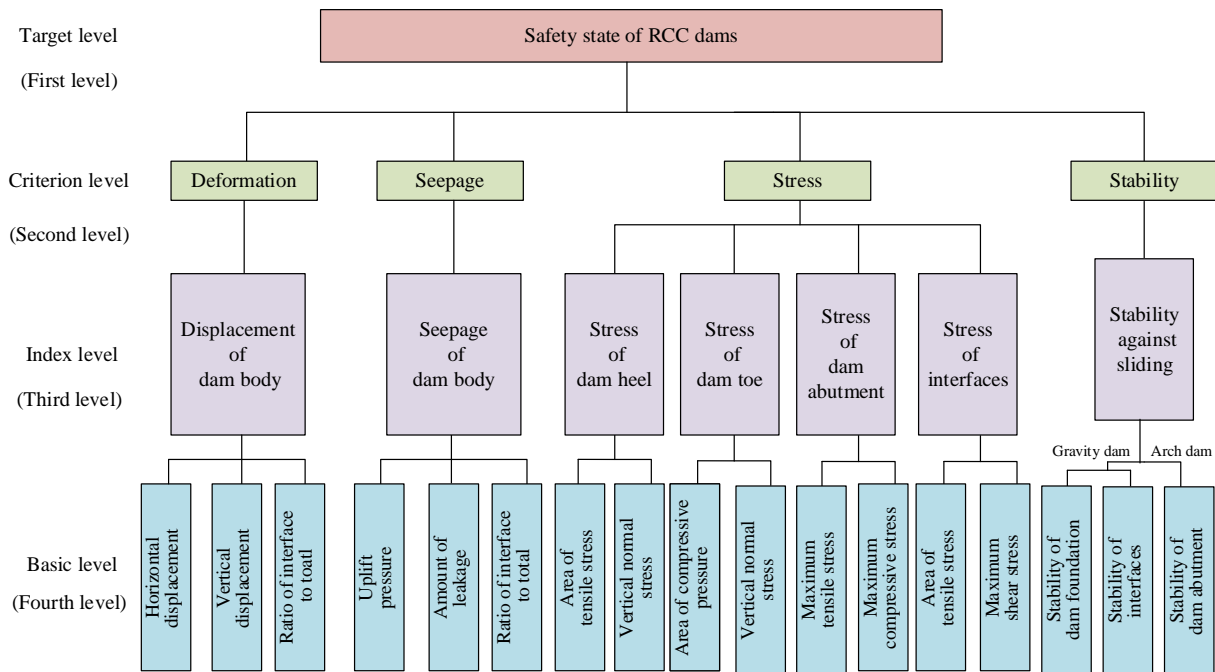 Target level
(First level)
Safety state of RCC dams
Criterion level
(Second level)
Deformation
Seepage
Stress
Stability
Index level
(Third level)
Displacement
of
dam body
Seepage
of
dam body
Stress
of
dam heel
Stress
of
dam toe
Stress
of
dam
abutment
Stress
of
interfaces
Stability
against
sliding
Gravity dam
Arch dam
Basic level
(Fourth level)
Horizontal
displacement
Vertical
displacement
Ratio of interface
to toatl
Uplift
pressure
Amount of
leakage
Ratio of interface
to total
Area of
tensile stress
Vertical normal
stress
Area of compressive
pressure
Vertical normal
stress
Maximum
tensile stress
Maximum
compressive stress
Area of
tensile stress
Maximum
shear stress
Stability of
dam foundation
Stability of
interfaces
Stability of
dam abutment